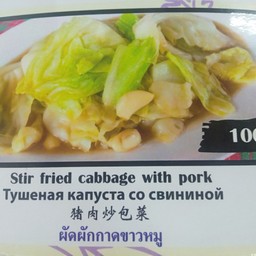 100
Stir fried cabbage with pork
Тушеная капуста со свининой
猪肉炒包菜
ผัดผักกาดขาวหมู